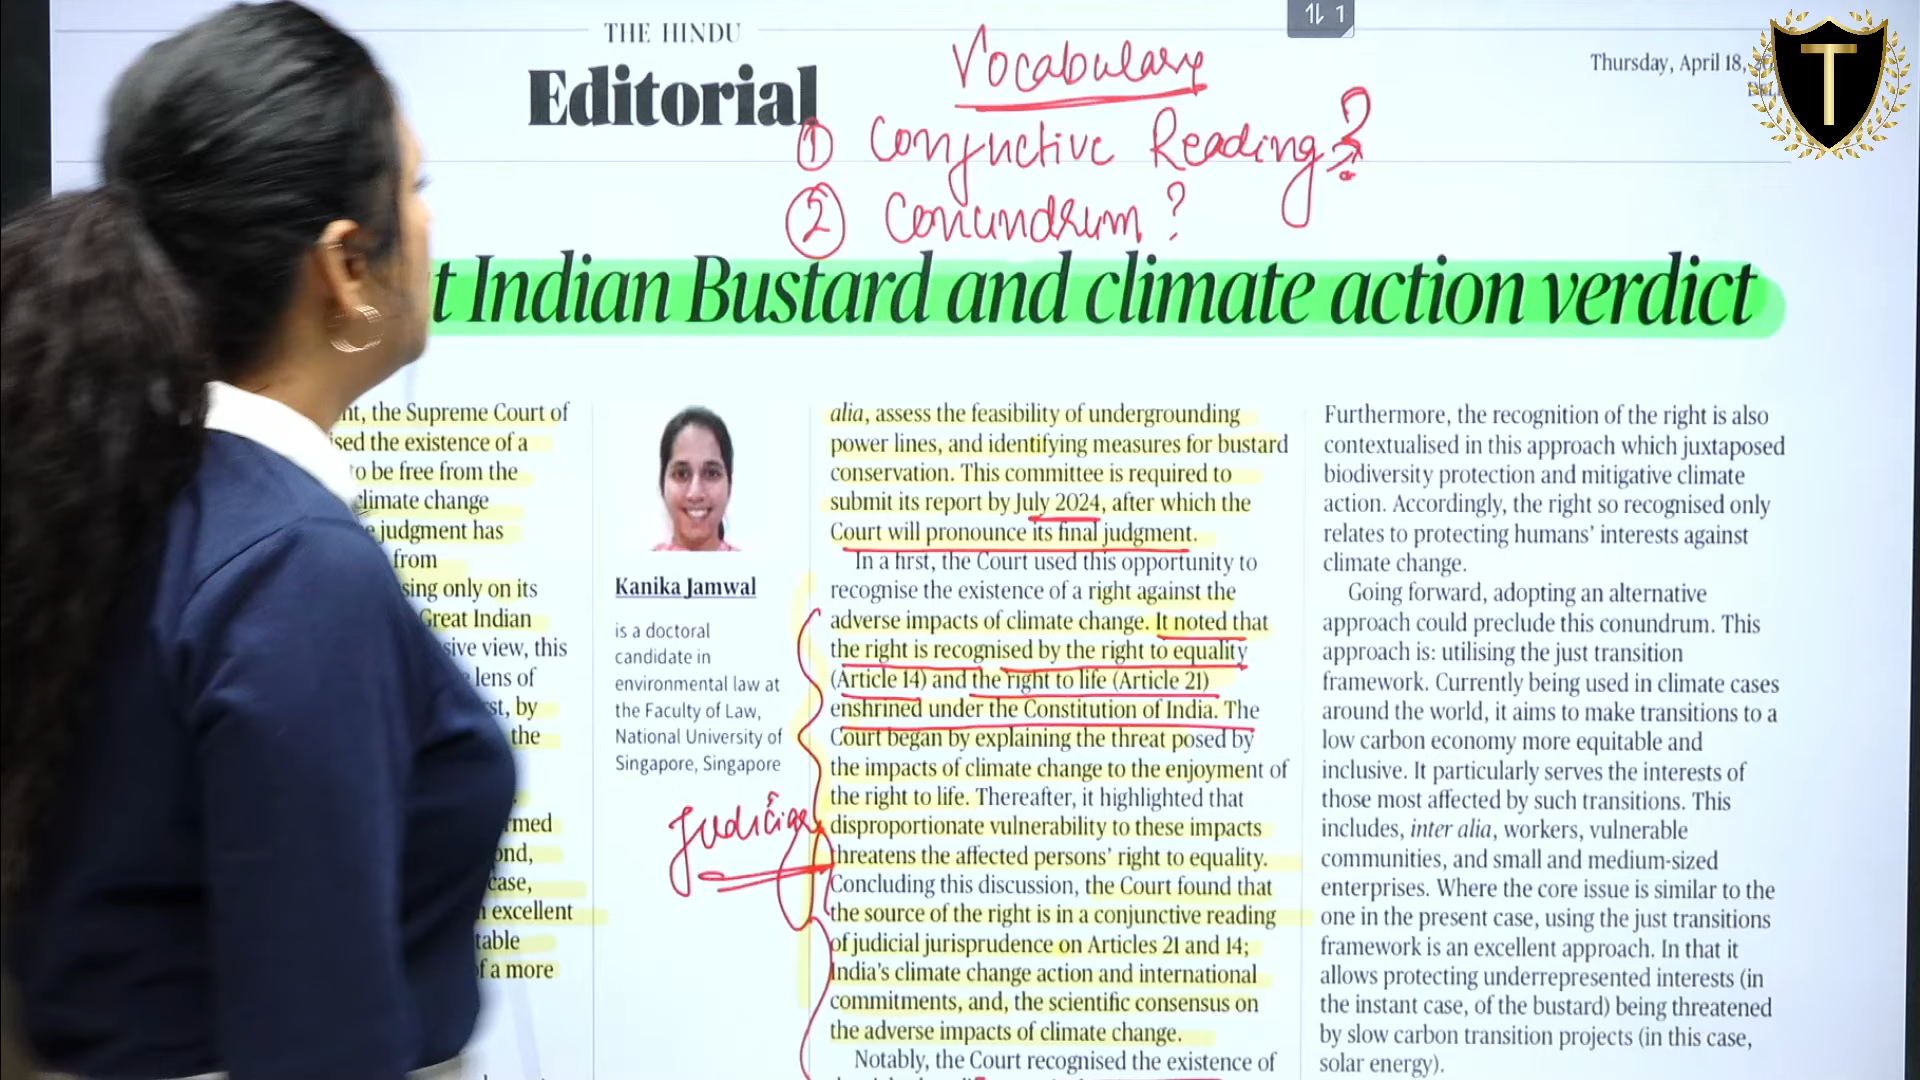 THE HINDU
Editorial
Thursday, April 18,
T
1
Vocabulary
① Conjuctive Reading ?
② Conundrum ?
t Indian Bustard and climate action verdict
nt, the Supreme Court of
ised the existence of a
to be free from the
climate change
e judgment has
from
sing only on its
Great Indian
sive view, this
lens of
st, by
the
rmed
ond,
case,
n excellent
table
f a more
Kanika Jamwal
is a doctoral
candidate in
environmental law at
the Faculty of Law,
National University of
Singapore, Singapore
alia, assess the feasibility of undergrounding
power lines, and identifying measures for bustard
conservation. This committee is required to
submit its report by July 2024, after which the
Court will pronounce its final judgment.
In a first, the Court used this opportunity to
recognise the existence of a right against the
adverse impacts of climate change. It noted that
the right is recognised by the right to equality
(Article 14) and the right to life (Article 21)
enshrined under the Constitution of India. The
Court began by explaining the threat posed by
the impacts of climate change to the enjoyment of
the right to life. Thereafter, it highlighted that
disproportionate vulnerability to these impacts
threatens the affected persons’ right to equality.
Concluding this discussion, the Court found that
the source of the right is in a conjunctive reading
of judicial jurisprudence on Articles 21 and 14;
India’s climate change action and international
commitments, and, the scientific consensus on
the adverse impacts of climate change.
Notably, the Court recognised the existence of
Furthermore, the recognition of the right is also
contextualised in this approach which juxtaposed
biodiversity protection and mitigative climate
action. Accordingly, the right so recognised only
relates to protecting humans’ interests against
climate change.
Going forward, adopting an alternative
approach could preclude this conundrum. This
approach is: utilising the just transition
framework. Currently being used in climate cases
around the world, it aims to make transitions to a
low carbon economy more equitable and
inclusive. It particularly serves the interests of
those most affected by such transitions. This
includes, inter alia, workers, vulnerable
communities, and small and medium-sized
enterprises. Where the core issue is similar to the
one in the present case, using the just transitions
framework is an excellent approach. In that it
allows protecting underrepresented interests (in
the instant case, of the bustard) being threatened
by slow carbon transition projects (in this case,
solar energy).